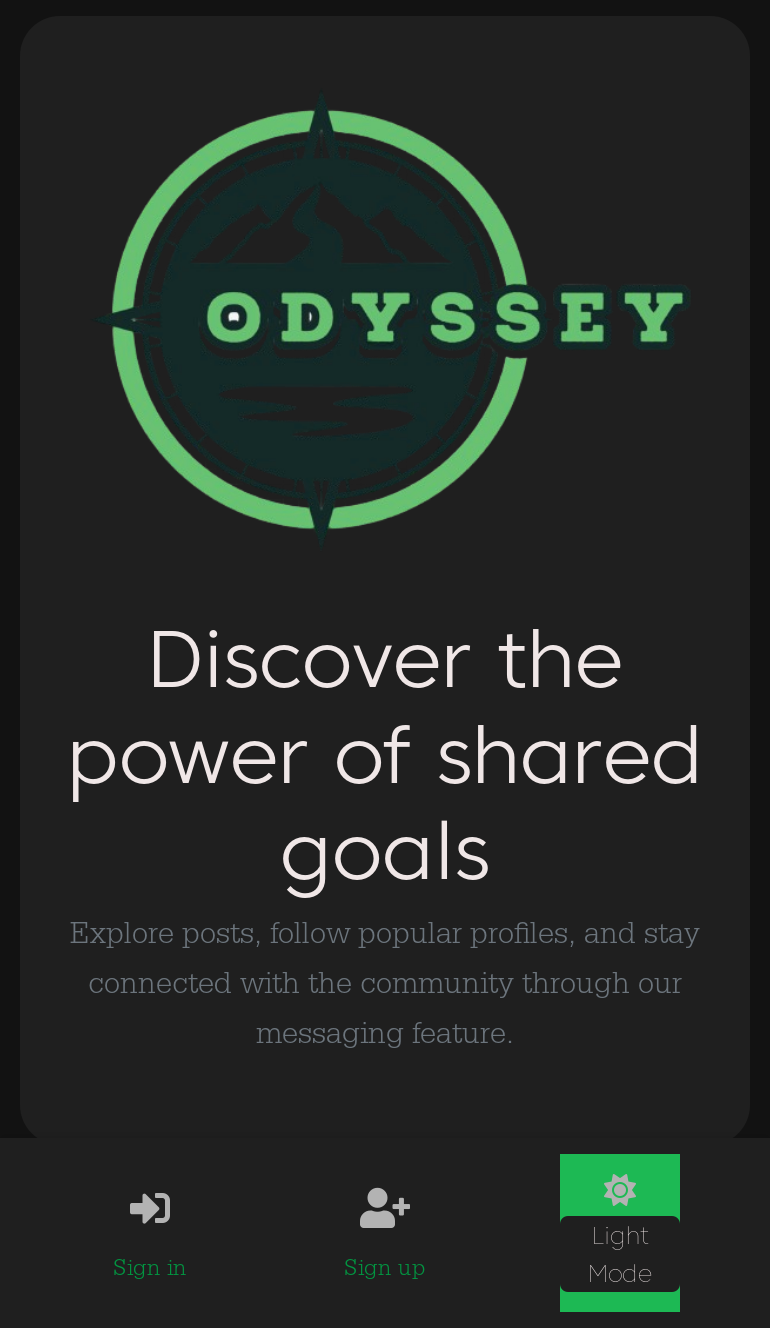 ODYSSEY
Discover the
power of shared
goals
Explore posts, follow popular profiles, and stay
connected with the community through our
messaging feature.
Sign in
Sign up
Light
Mode